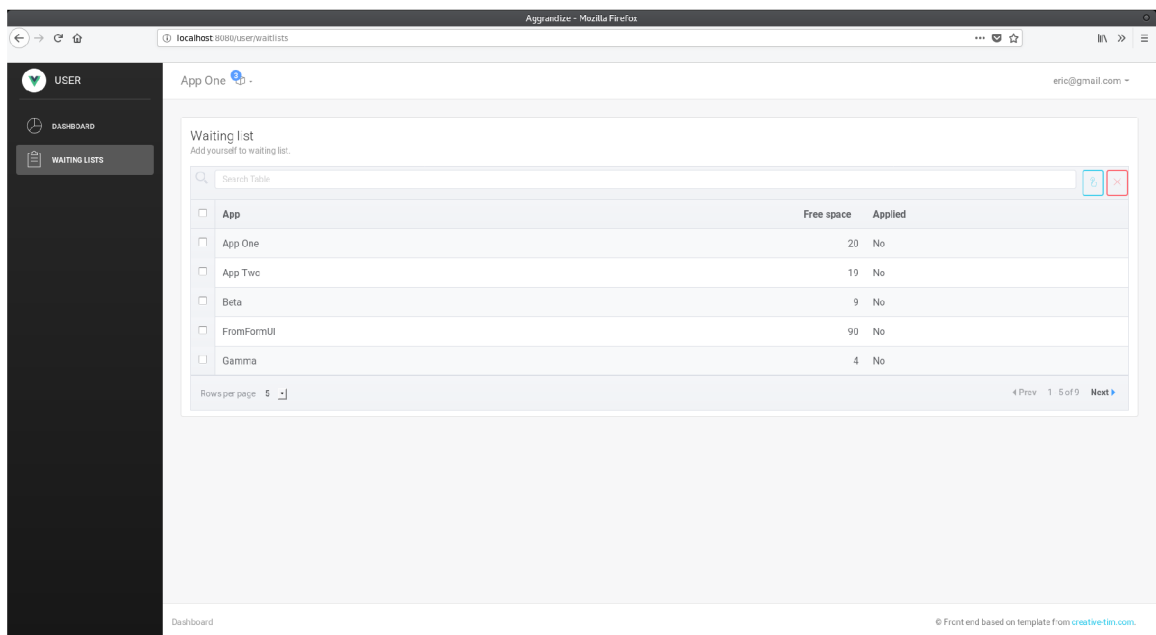 Aggrandize - Mozilla Firefox
localhost:8080/user/waitlists
USER
App One 3
eric@gmail.com
DASHBOARD
WAITING LISTS
Waiting list
Add yourself to waiting list.
Search Table
App Free space Applied
App One 20 No
App Two 19 No
Beta 9 No
FromFormUI 90 No
Gamma 4 No
Rows per page 5 Prev 1 - 5 of 9 Next
Dashboard © Front end based on template from creative-tim.com.